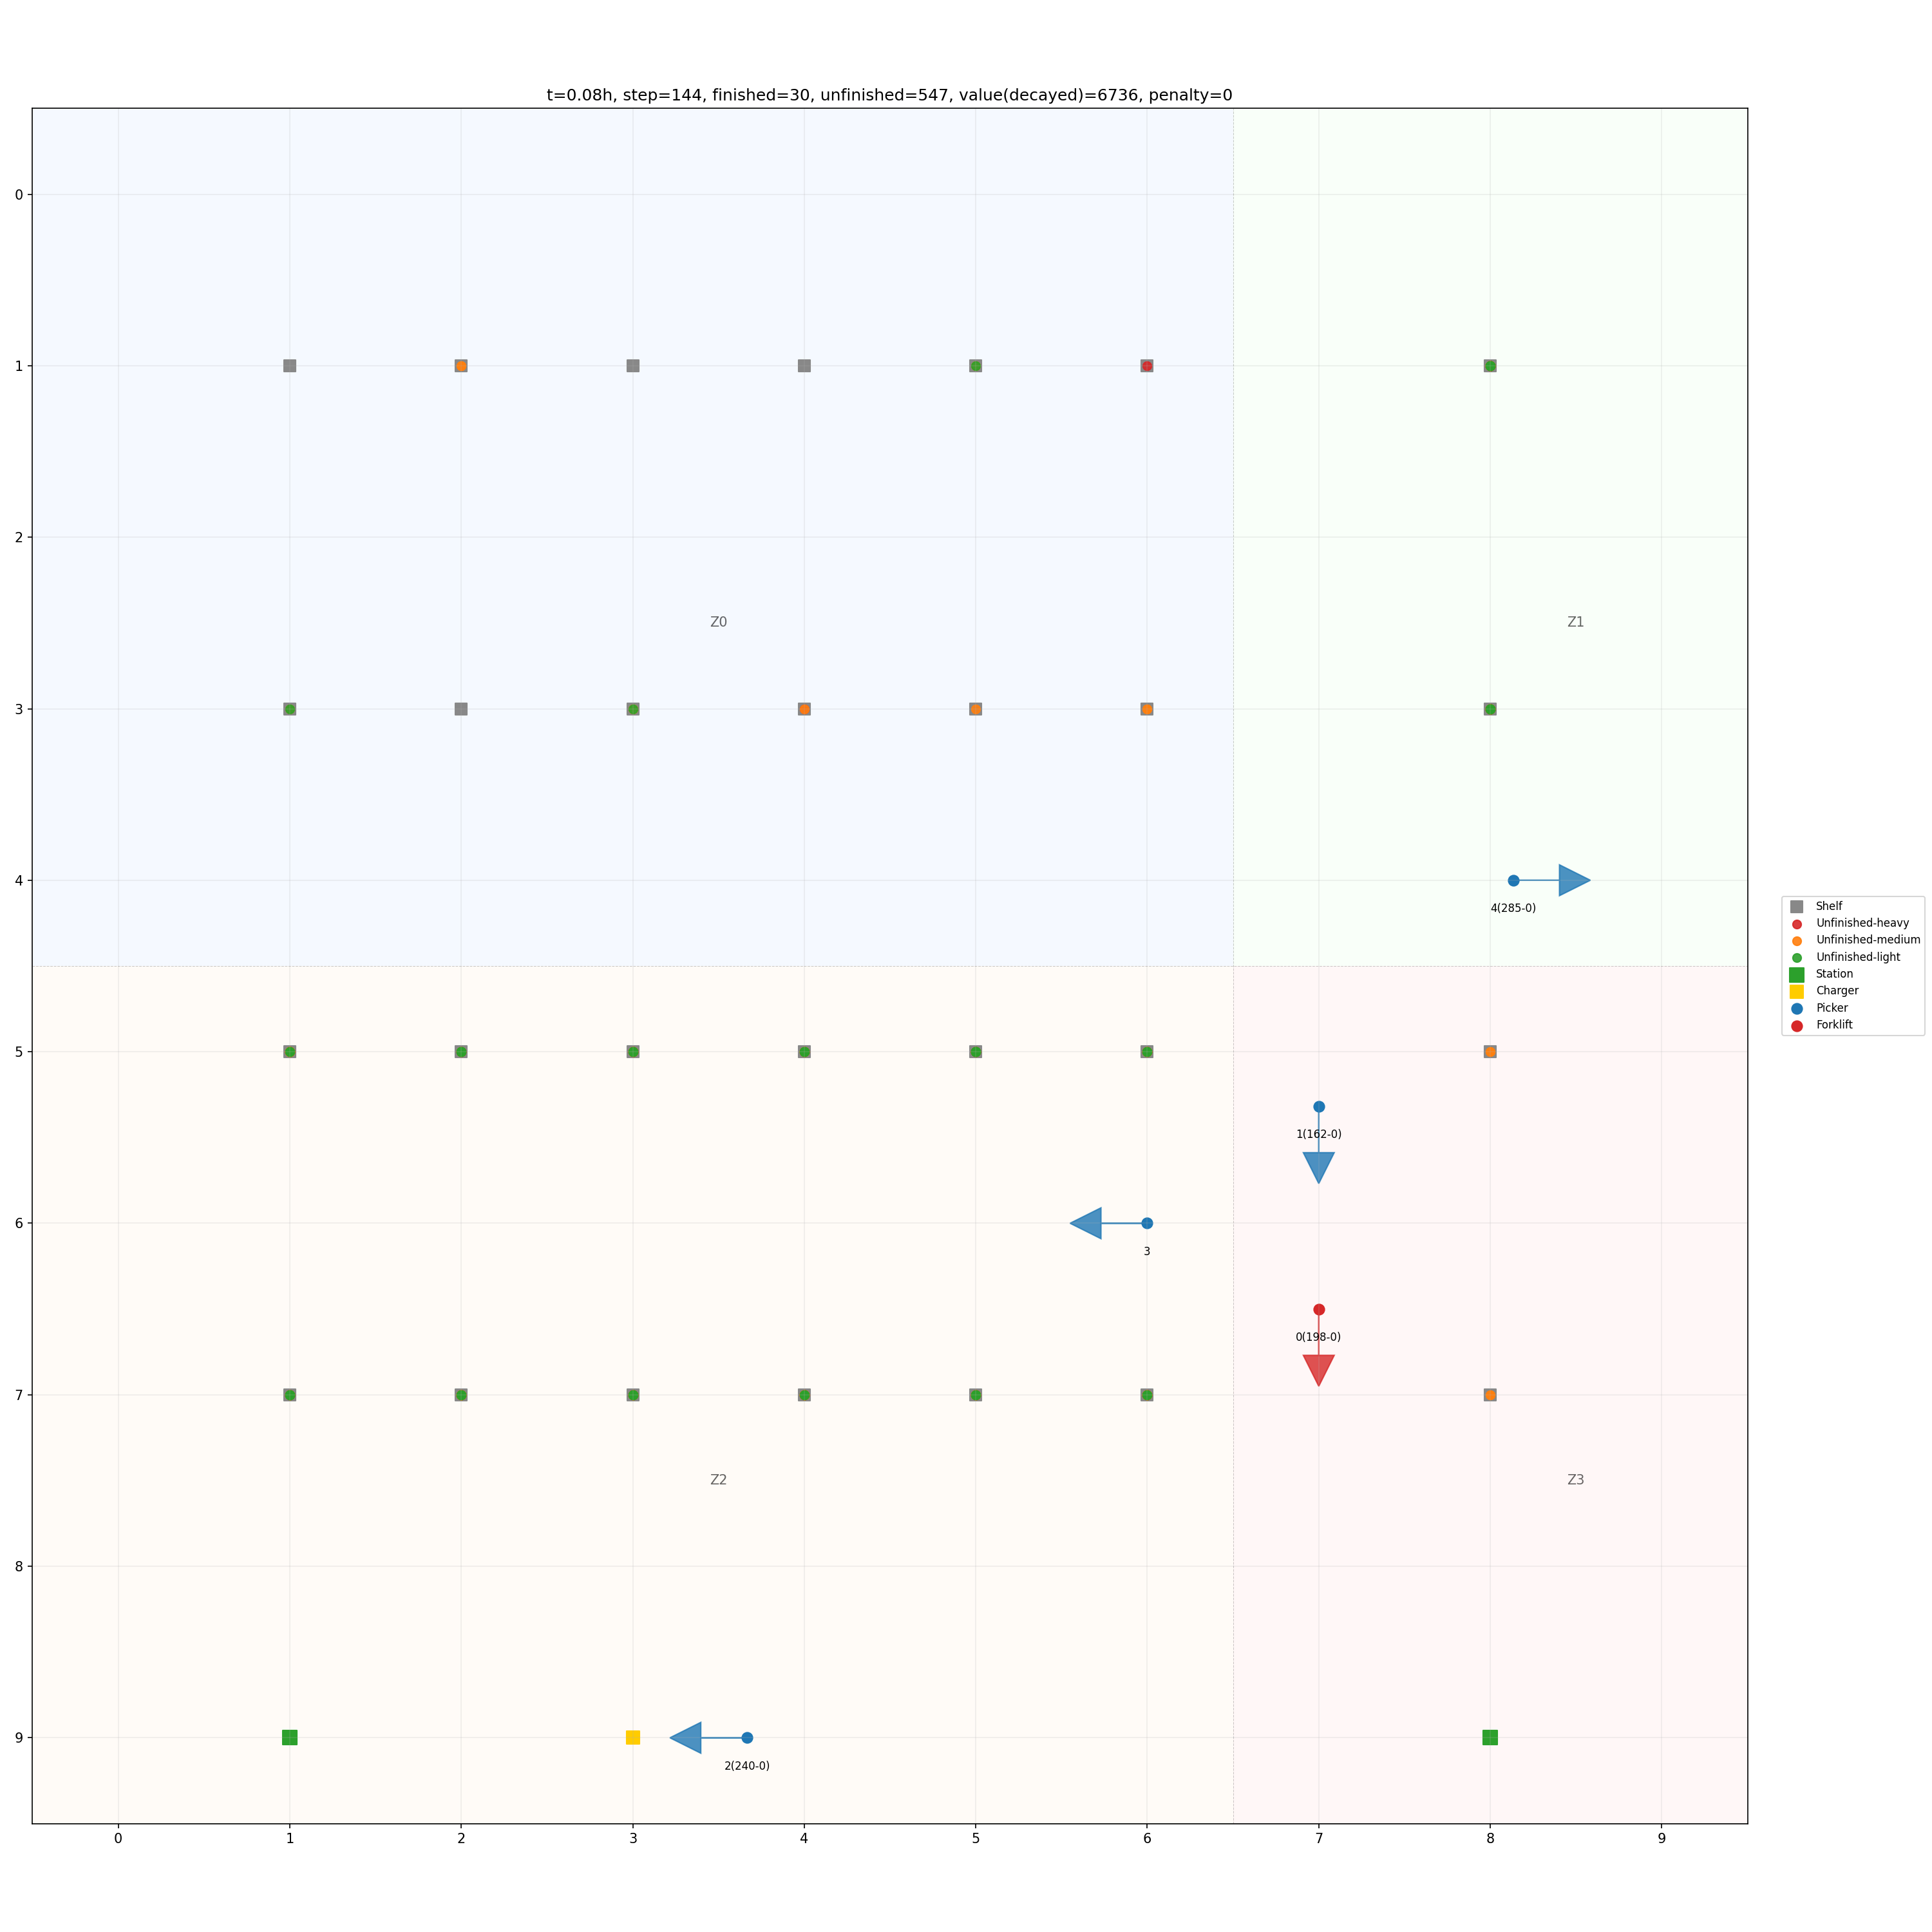 t=0.08h, step=144, finished=30, unfinished=547, value(decayed)=6736, penalty=0
0
1
2
Z0
Z1
3
4
4(285-0)
Shelf
Unfinished-heavy
Unfinished-medium
Unfinished-light
Station
Charger
Picker
Forklift
5
1(162-0)
6
3
0(198-0)
7
Z2
Z3
8
9
2(240-0)
0 1 2 3 4 5 6 7 8 9